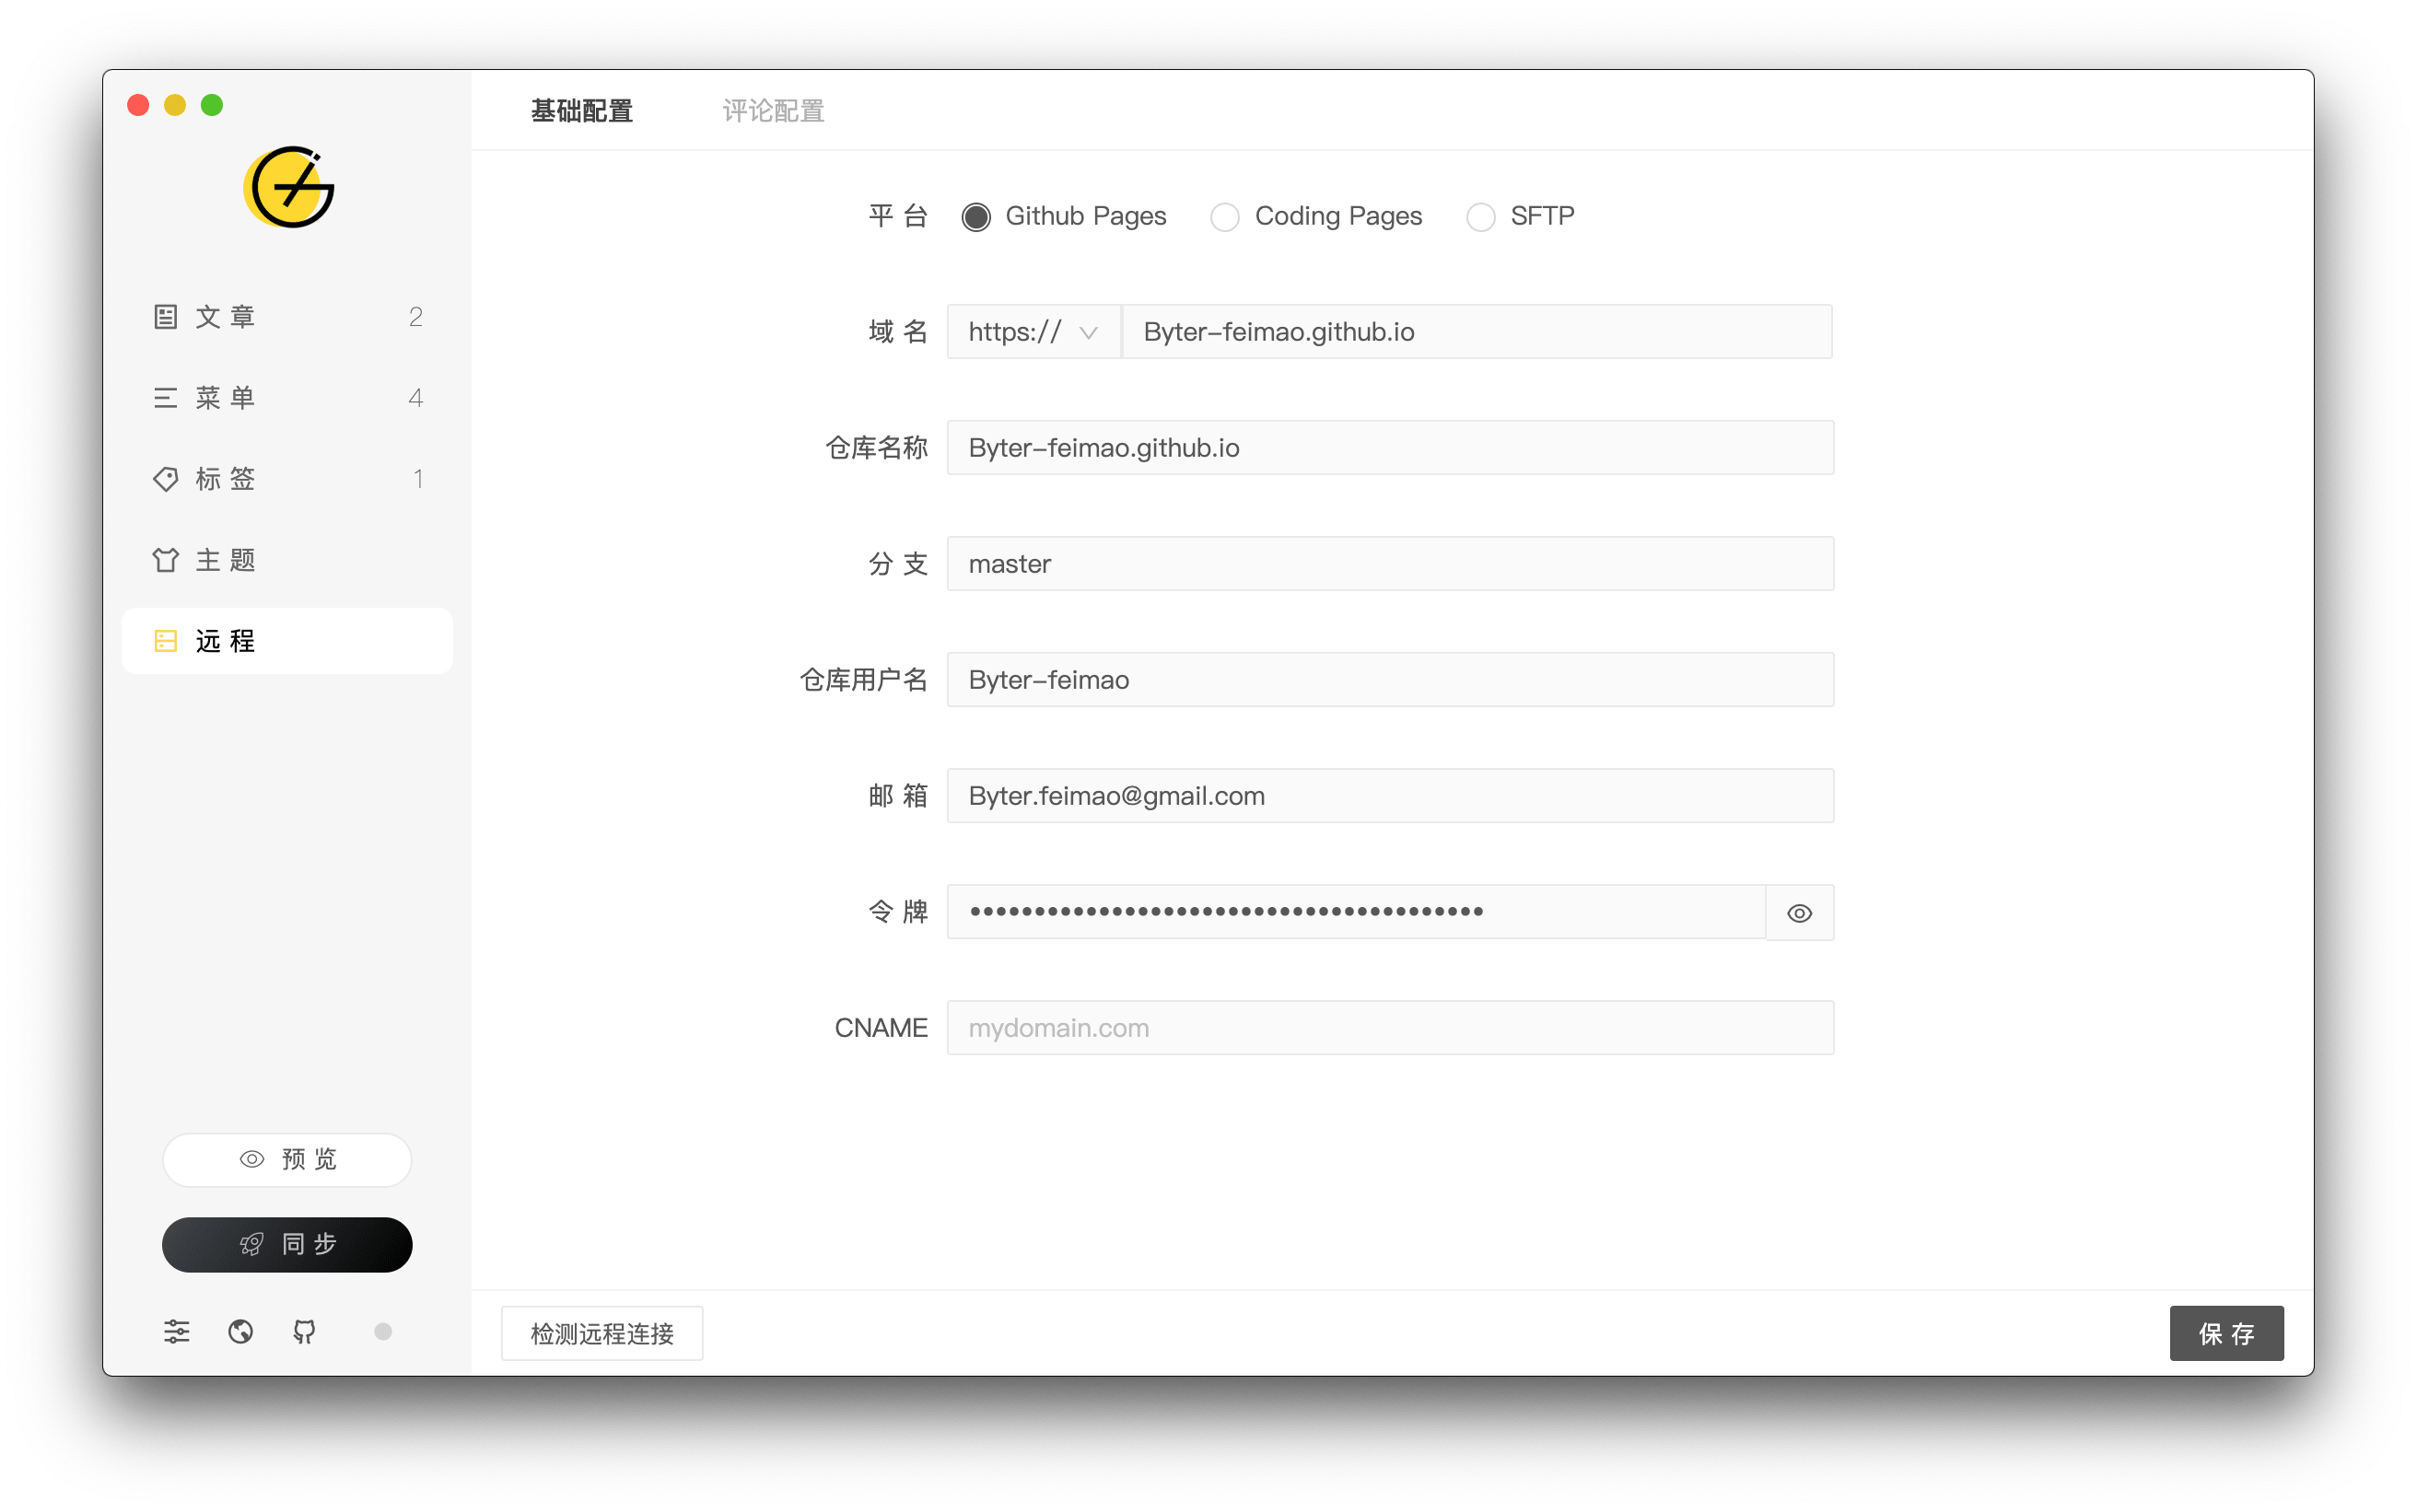 基础配置 评论配置
文章 2
菜单 4
标签 1
主题
远程
预览
同步
平台 Github Pages Coding Pages SFTP
域名 https:// Byter-feimao.github.io
仓库名称 Byter-feimao.github.io
分支 master
仓库用户名 Byter-feimao
邮箱 Byter.feimao@gmail.com
令牌 ••••••••••••••••••••••••••••••••••••••••
CNAME mydomain.com
检测远程连接 保存